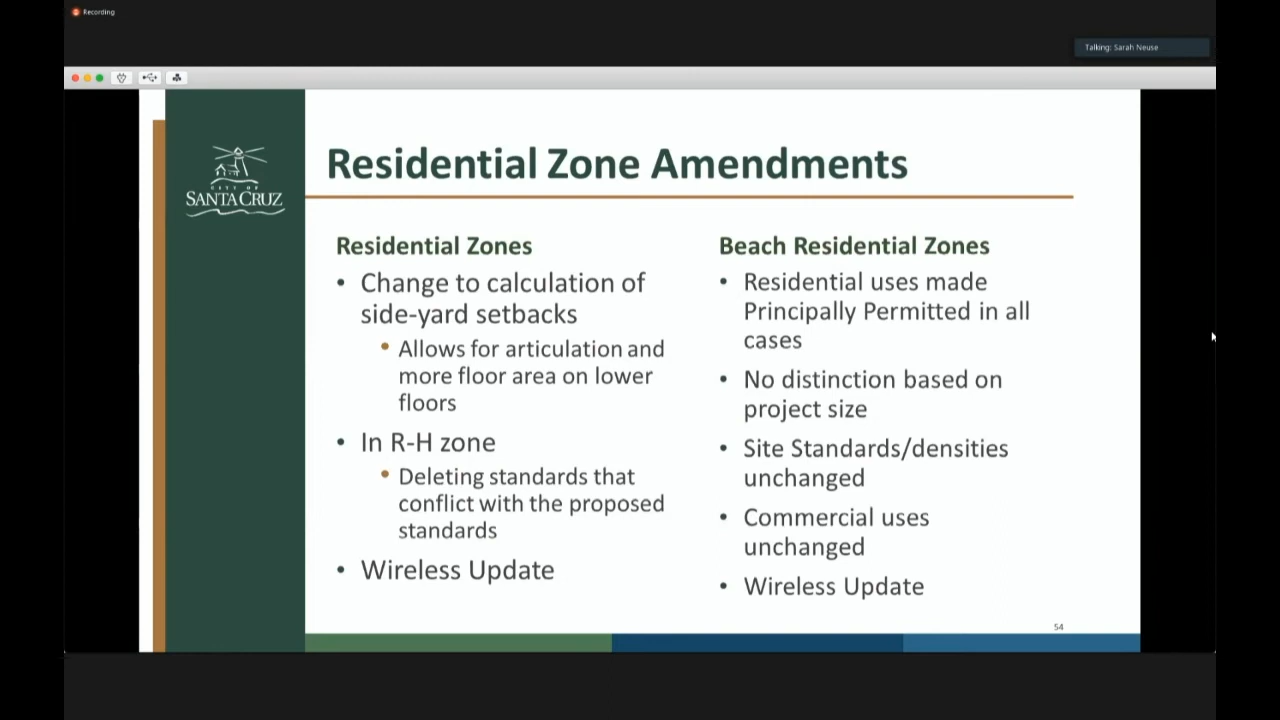 Recording
Talking: Sarah Neuse
CITY OF
SANTA CRUZ
Residential Zone Amendments
Residential Zones
• Change to calculation of
side-yard setbacks
• Allows for articulation and
more floor area on lower
floors
• In R-H zone
• Deleting standards that
conflict with the proposed
standards
• Wireless Update
Beach Residential Zones
• Residential uses made
Principally Permitted in all
cases
• No distinction based on
project size
• Site Standards/densities
unchanged
• Commercial uses
unchanged
• Wireless Update
54